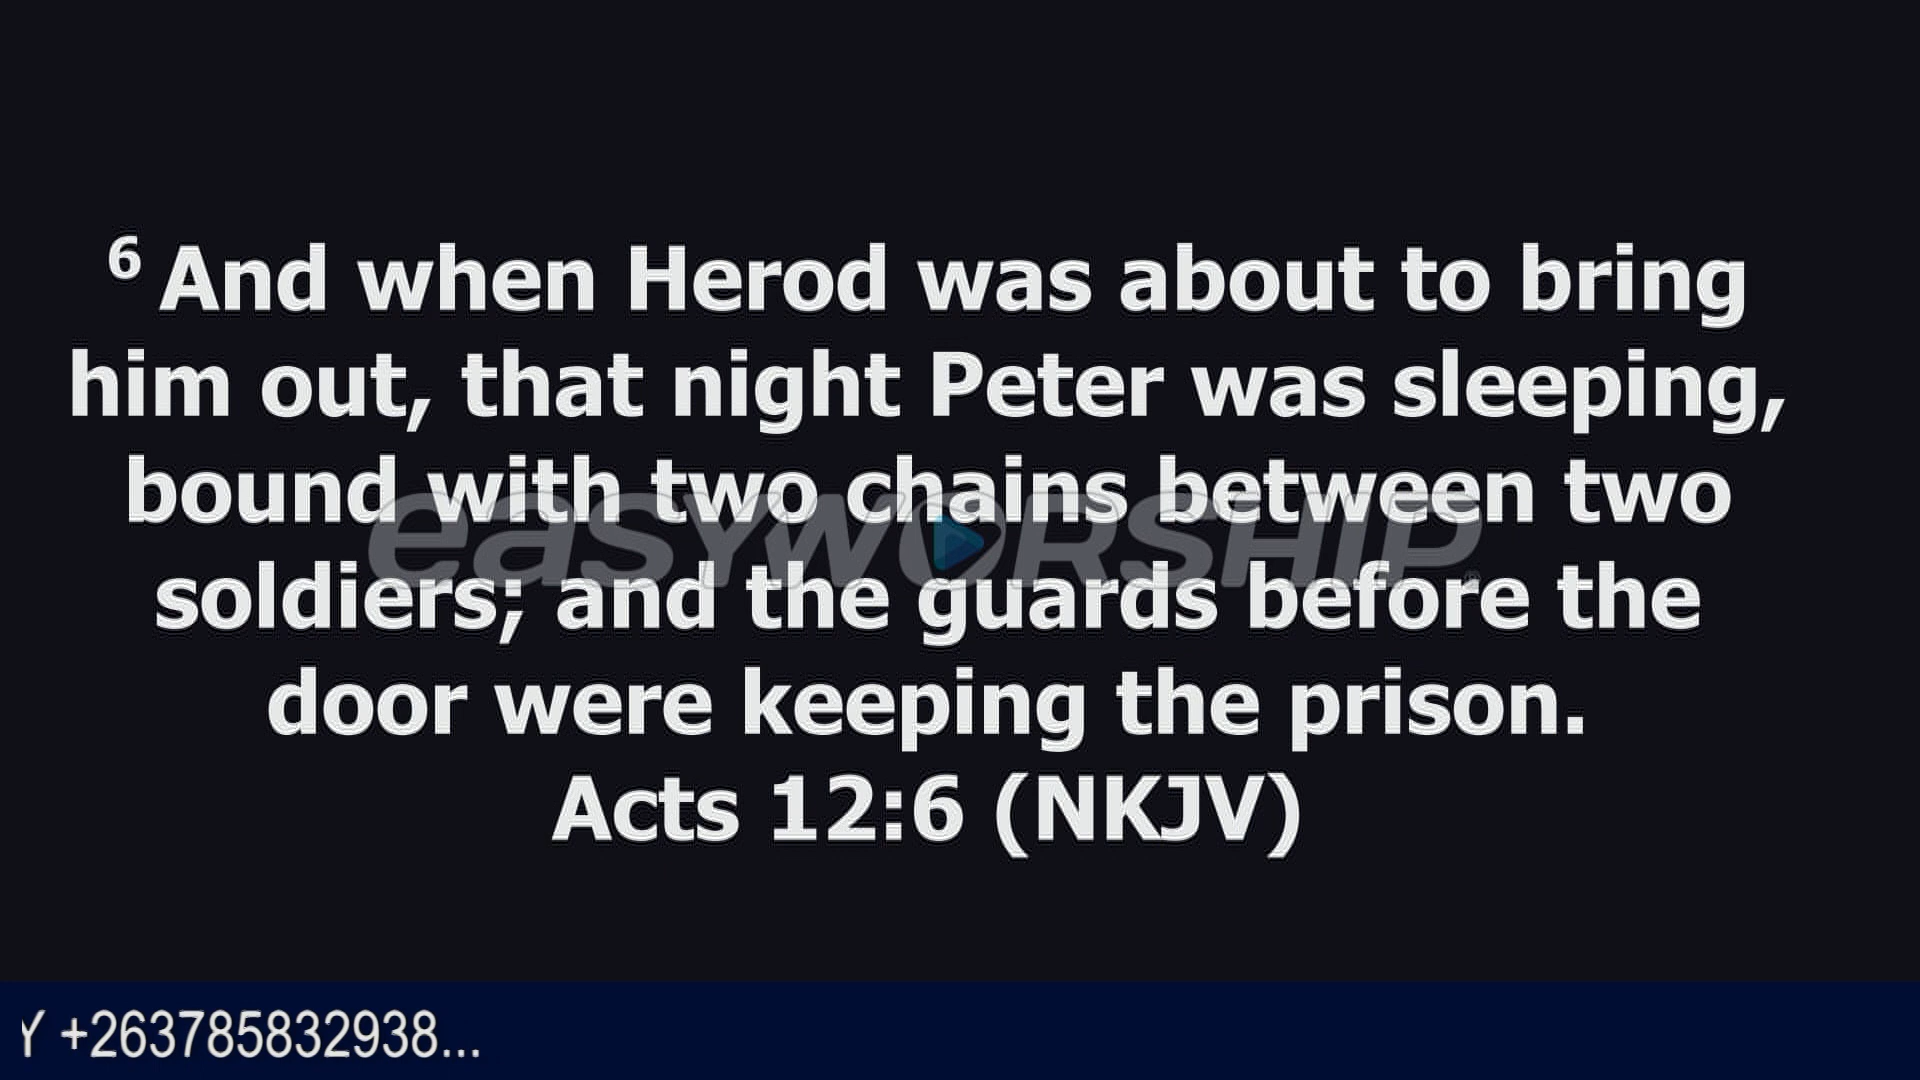 6 And when Herod was about to bring
him out, that night Peter was sleeping,
bound with two chains between two
soldiers; and the guards before the
door were keeping the prison.
Acts 12:6 (NKJV)
easyWORSHIP®
Y +263785832938...